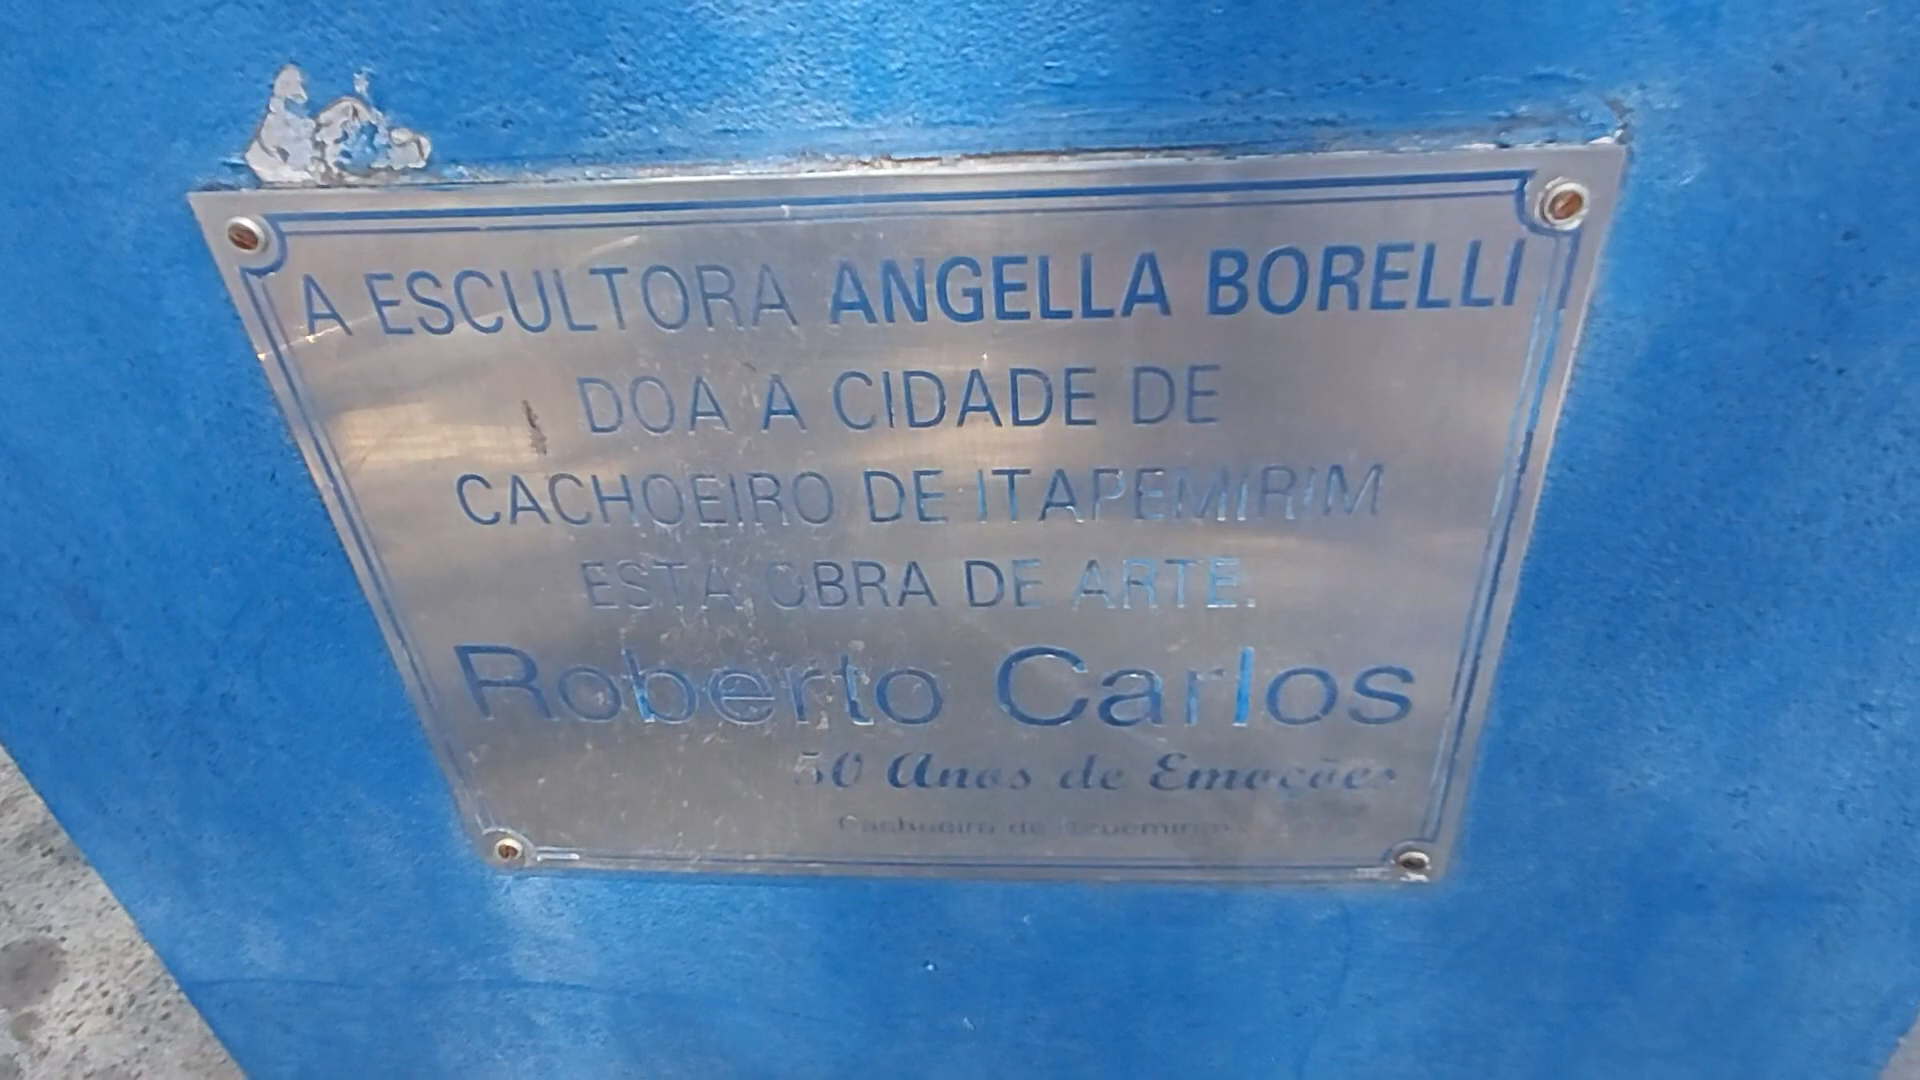 A ESCULTORA ANGELLA BORELLI
DOA A CIDADE DE
CACHOEIRO DE ITAPEMIRIM
ESTA OBRA DE ARTE.
Roberto Carlos
50 Anos de Emoções
Cachoeiro de Itapemirim